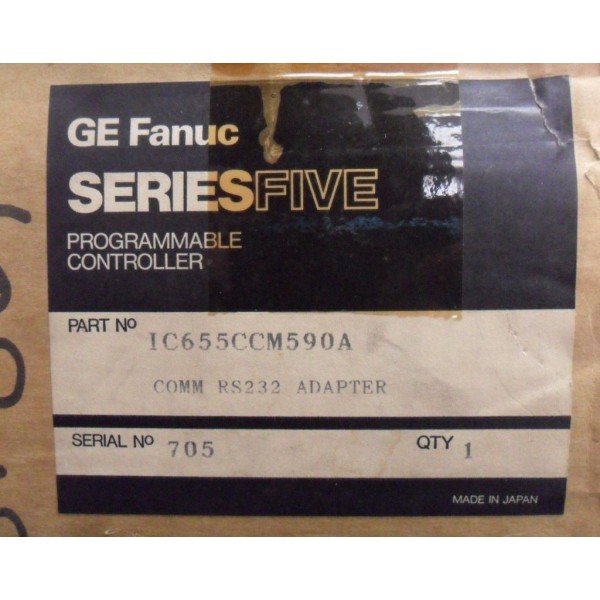 GE Fanuc
SERIESFIVE
PROGRAMMABLE
CONTROLLER
PART No IC655CCM590A
COMM RS232 ADAPTER
SERIAL No 705 QTY 1
MADE IN JAPAN